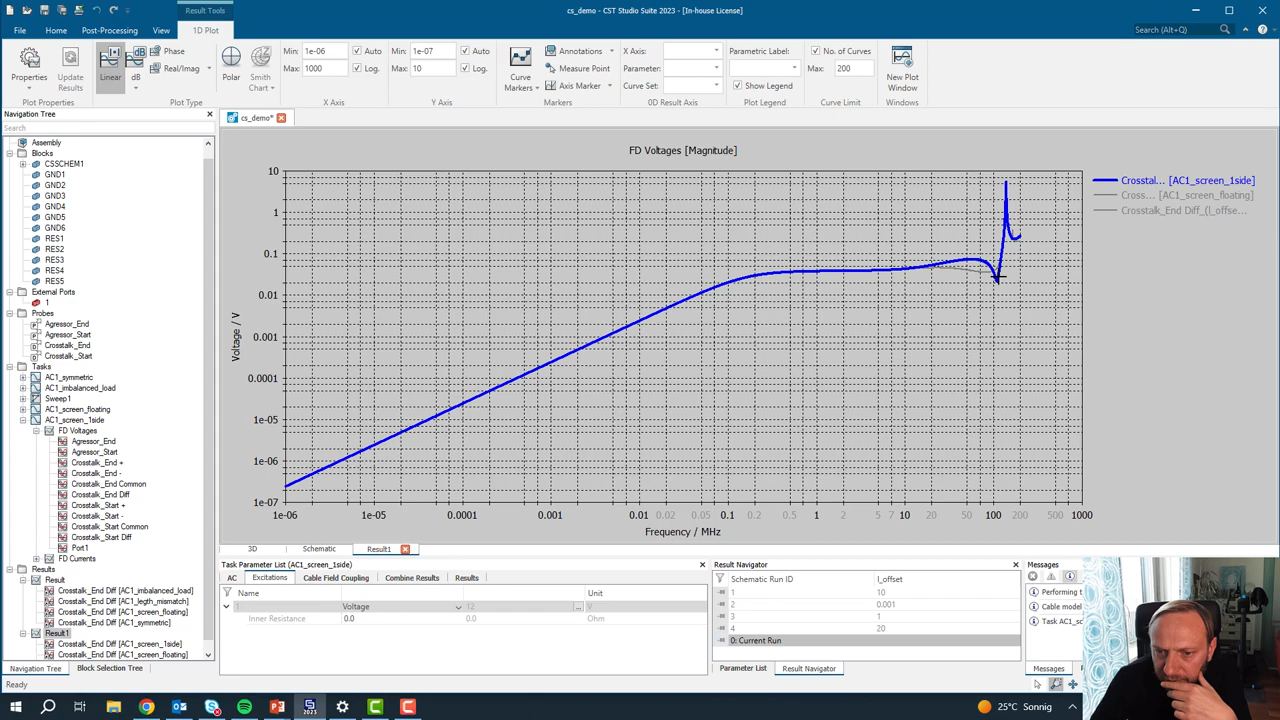 cs_demo - CST Studio Suite 2023 - [In-house License]
Result Tools
File
Home
Post-Processing
View
1D Plot
Search (Alt+Q)
Properties
Update Results
Plot Properties
Linear
dB
Phase
Real/Imag
Polar
Smith Chart
Plot Type
Min: 1e-06
Auto
Max: 1000
Log.
X Axis
Min: 1e-07
Auto
Max: 10
Log.
Y Axis
Curve Markers
Annotations
Measure Point
Axis Marker
Markers
X Axis:
Parameter:
Curve Set:
0D Result Axis
Parametric Label:
Show Legend
Plot Legend
No. of Curves
Max: 200
Curve Limit
New Plot Window
Windows
Navigation Tree
Search
Assembly
Blocks
CSSCHEM1
GND1
GND2
GND3
GND4
GND5
GND6
RES1
RES2
RES3
RES4
RES5
External Ports
1
Probes
Agressor_End
Agressor_Start
Crosstalk_End
Crosstalk_Start
Tasks
AC1_symmetric
AC1_imbalanced_load
Sweep1
AC1_screen_floating
AC1_screen_1side
FD Voltages
Agressor_End
Agressor_Start
Crosstalk_End +
Crosstalk_End -
Crosstalk_End Common
Crosstalk_End Diff
Crosstalk_Start +
Crosstalk_Start -
Crosstalk_Start Common
Crosstalk_Start Diff
Port1
FD Currents
Results
Result
Crosstalk_End Diff [AC1_imbalanced_load]
Crosstalk_End Diff [AC1_legth_mismatch]
Crosstalk_End Diff [AC1_screen_floating]
Crosstalk_End Diff [AC1_symmetric]
Result1
Crosstalk_End Diff [AC1_screen_1side]
Crosstalk_End Diff [AC1_screen_floating]
Navigation Tree
Block Selection Tree
cs_demo*
FD Voltages [Magnitude]
Crosstal... [AC1_screen_1side]
Cross... [AC1_screen_floating]
Crosstalk_End Diff_(l_offse...
10
1
0.1
0.01
0.001
0.0001
1e-05
1e-06
1e-07
Voltage / V
1e-06
1e-05
0.0001
0.001
0.01
0.02
0.05
0.1
0.2
0.5
1
2
5
7
10
20
50
100
200
500
1000
Frequency / MHz
3D
Schematic
Result1
Task Parameter List (AC1_screen_1side)
AC
Excitations
Cable Field Coupling
Combine Results
Results
Name
1
Voltage
12
...
V
Inner Resistance
0.0
0.0
Ohm
Result Navigator
Schematic Run ID
l_offset
1
10
2
0.001
3
1
4
20
0: Current Run
Parameter List
Result Navigator
Messages
Performing t
Cable model
Task AC1_s
Messages
Ready
2023
25°C Sonnig